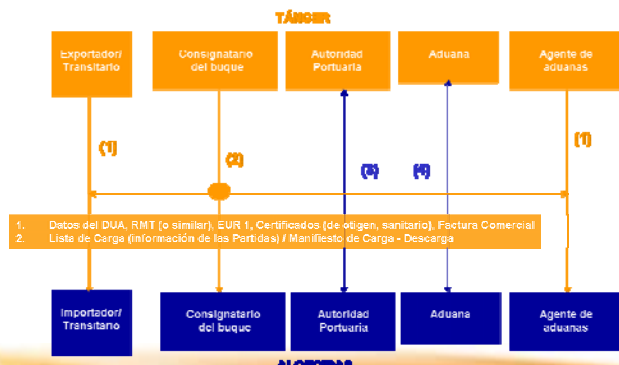 TÁNGER
Exportador/
Transitario
Consignatario
del buque
Autoridad
Portuaria
Aduana
Agente de
aduanas
(1)
(2)
(3)
(4)
(1)
1. Datos del DUA, RMT (o similar), EUR 1, Certificados (de origen, sanitario), Factura Comercial
2. Lista de Carga (información de las Partidas) / Manifiesto de Carga - Descarga
Importador/
Transitario
Consignatario
del buque
Autoridad
Portuaria
Aduana
Agente de
aduanas